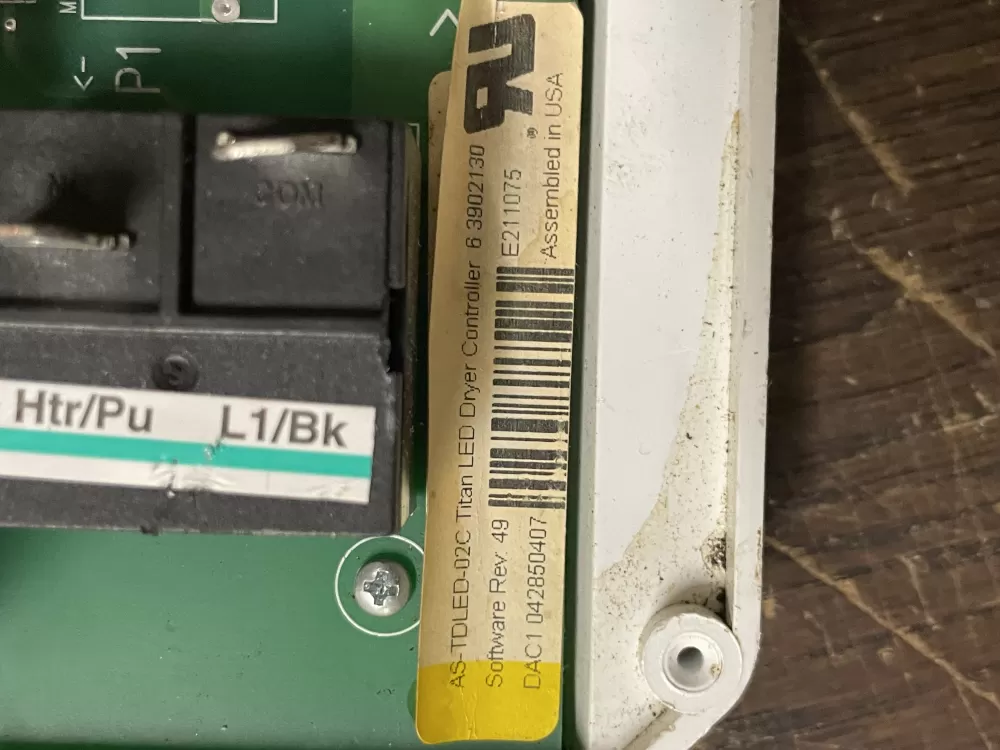 P1
COM
Htr/Pu L1/Bk
AS-TDLED-02C Titan LED Dryer Controller 6 3902130
Software Rev. 49
E211075
DAC1 042850407
Assembled in USA